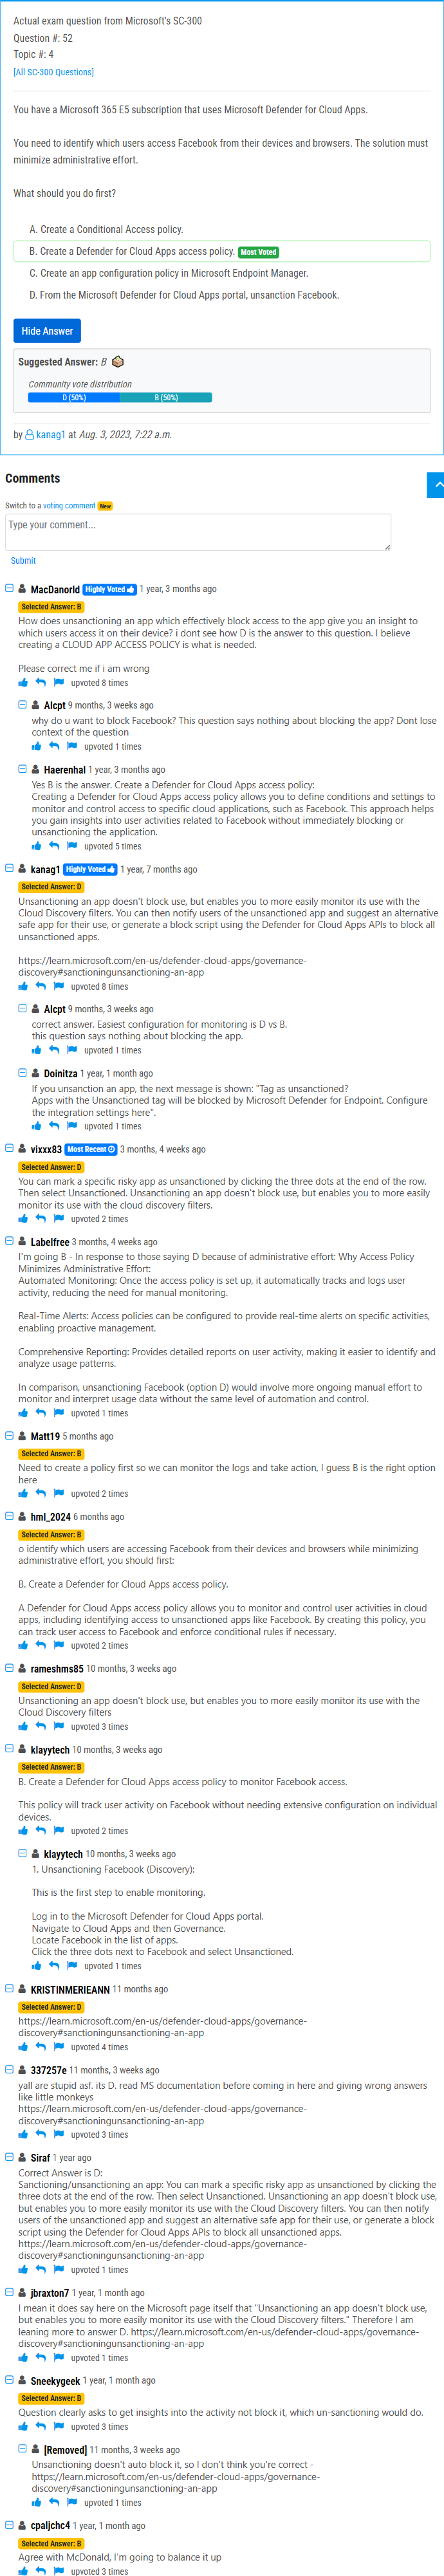 Actual exam question from Microsoft's SC-300
Question #: 52
Topic #: 4
[All SC-300 Questions]
You have a Microsoft 365 E5 subscription that uses Microsoft Defender for Cloud Apps.
You need to identify which users access Facebook from their devices and browsers. The solution must
minimize administrative effort.
What should you do first?
A. Create a Conditional Access policy.
B. Create a Defender for Cloud Apps access policy. Most Voted
C. Create an app configuration policy in Microsoft Endpoint Manager.
D. From the Microsoft Defender for Cloud Apps portal, unsanction Facebook.
Hide Answer
Suggested Answer: B
Community vote distribution
D (50%) B (50%)
by kanag1 at Aug. 3, 2023, 7:22 a.m.
Comments
Switch to a voting comment New
Type your comment...
Submit
MacDanorld Highly Voted 1 year, 3 months ago
Selected Answer: B
How does unsanctioning an app which effectively block access to the app give you an insight to
which users access it on their device? i dont see how D is the answer to this question. I believe
creating a CLOUD APP ACCESS POLICY is what is needed.
Please correct me if i am wrong
upvoted 8 times
Alcpt 9 months, 3 weeks ago
why do u want to block Facebook? This question says nothing about blocking the app? Dont lose
context of the question
upvoted 1 times
Haerenhal 1 year, 3 months ago
Yes B is the answer. Create a Defender for Cloud Apps access policy:
Creating a Defender for Cloud Apps access policy allows you to define conditions and settings to
monitor and control access to specific cloud applications, such as Facebook. This approach helps
you gain insights into user activities related to Facebook without immediately blocking or
unsanctioning the application.
upvoted 5 times
kanag1 Highly Voted 1 year, 7 months ago
Selected Answer: D
Unsanctioning an app doesn't block use, but enables you to more easily monitor its use with the
Cloud Discovery filters. You can then notify users of the unsanctioned app and suggest an alternative
safe app for their use, or generate a block script using the Defender for Cloud Apps APIs to block all
unsanctioned apps.
https://learn.microsoft.com/en-us/defender-cloud-apps/governance-
discovery#sanctioningunsanctioning-an-app
upvoted 8 times
Alcpt 9 months, 3 weeks ago
correct answer. Easiest configuration for monitoring is D vs B.
this question says nothing about blocking the app.
upvoted 1 times
Doinitza 1 year, 1 month ago
If you unsanction an app, the next message is shown: "Tag as unsanctioned?
Apps with the Unsanctioned tag will be blocked by Microsoft Defender for Endpoint. Configure
the integration settings here".
upvoted 1 times
vixxx83 Most Recent 3 months, 4 weeks ago
Selected Answer: D
You can mark a specific risky app as unsanctioned by clicking the three dots at the end of the row.
Then select Unsanctioned. Unsanctioning an app doesn't block use, but enables you to more easily
monitor its use with the cloud discovery filters.
upvoted 2 times
Labelfree 3 months, 4 weeks ago
I'm going B - In response to those saying D because of administrative effort: Why Access Policy
Minimizes Administrative Effort:
Automated Monitoring: Once the access policy is set up, it automatically tracks and logs user
activity, reducing the need for manual monitoring.
Real-Time Alerts: Access policies can be configured to provide real-time alerts on specific activities,
enabling proactive management.
Comprehensive Reporting: Provides detailed reports on user activity, making it easier to identify and
analyze usage patterns.
In comparison, unsanctioning Facebook (option D) would involve more ongoing manual effort to
monitor and interpret usage data without the same level of automation and control.
upvoted 1 times
Matt19 5 months ago
Selected Answer: B
Need to create a policy first so we can monitor the logs and take action, I guess B is the right option
here
upvoted 2 times
hml_2024 6 months ago
Selected Answer: B
o identify which users are accessing Facebook from their devices and browsers while minimizing
administrative effort, you should first:
B. Create a Defender for Cloud Apps access policy.
A Defender for Cloud Apps access policy allows you to monitor and control user activities in cloud
apps, including identifying access to unsanctioned apps like Facebook. By creating this policy, you
can track user access to Facebook and enforce conditional rules if necessary.
upvoted 2 times
rameshms85 10 months, 3 weeks ago
Selected Answer: D
Unsanctioning an app doesn't block use, but enables you to more easily monitor its use with the
Cloud Discovery filters
upvoted 3 times
klayytech 10 months, 3 weeks ago
Selected Answer: B
B. Create a Defender for Cloud Apps access policy to monitor Facebook access.
This policy will track user activity on Facebook without needing extensive configuration on individual
devices.
upvoted 2 times
klayytech 10 months, 3 weeks ago
1. Unsanctioning Facebook (Discovery):
This is the first step to enable monitoring.
Log in to the Microsoft Defender for Cloud Apps portal.
Navigate to Cloud Apps and then Governance.
Locate Facebook in the list of apps.
Click the three dots next to Facebook and select Unsanctioned.
upvoted 1 times
KRISTINMERIEANN 11 months ago
Selected Answer: D
https://learn.microsoft.com/en-us/defender-cloud-apps/governance-
discovery#sanctioningunsanctioning-an-app
upvoted 4 times
337257e 11 months, 3 weeks ago
yall are stupid asf. its D. read MS documentation before coming in here and giving wrong answers
like little monkeys
https://learn.microsoft.com/en-us/defender-cloud-apps/governance-
discovery#sanctioningunsanctioning-an-app
upvoted 3 times
Siraf 1 year ago
Correct Answer is D:
Sanctioning/unsanctioning an app: You can mark a specific risky app as unsanctioned by clicking the
three dots at the end of the row. Then select Unsanctioned. Unsanctioning an app doesn't block use,
but enables you to more easily monitor its use with the Cloud Discovery filters. You can then notify
users of the unsanctioned app and suggest an alternative safe app for their use, or generate a block
script using the Defender for Cloud Apps APIs to block all unsanctioned apps.
https://learn.microsoft.com/en-us/defender-cloud-apps/governance-
discovery#sanctioningunsanctioning-an-app
upvoted 1 times
jbraxton7 1 year, 1 month ago
I mean it does say here on the Microsoft page itself that "Unsanctioning an app doesn't block use,
but enables you to more easily monitor its use with the Cloud Discovery filters." Therefore I am
leaning more to answer D. https://learn.microsoft.com/en-us/defender-cloud-apps/governance-
discovery#sanctioningunsanctioning-an-app
upvoted 1 times
Sneekygeek 1 year, 1 month ago
Selected Answer: B
Question clearly asks to get insights into the activity not block it, which un-sanctioning would do.
upvoted 3 times
[Removed] 11 months, 3 weeks ago
Unsanctioning doesn't auto block it, so I don't think you're correct -
https://learn.microsoft.com/en-us/defender-cloud-apps/governance-
discovery#sanctioningunsanctioning-an-app
upvoted 1 times
cpaljchc4 1 year, 1 month ago
Selected Answer: B
Agree with McDonald, I'm going to balance it up
upvoted 3 times